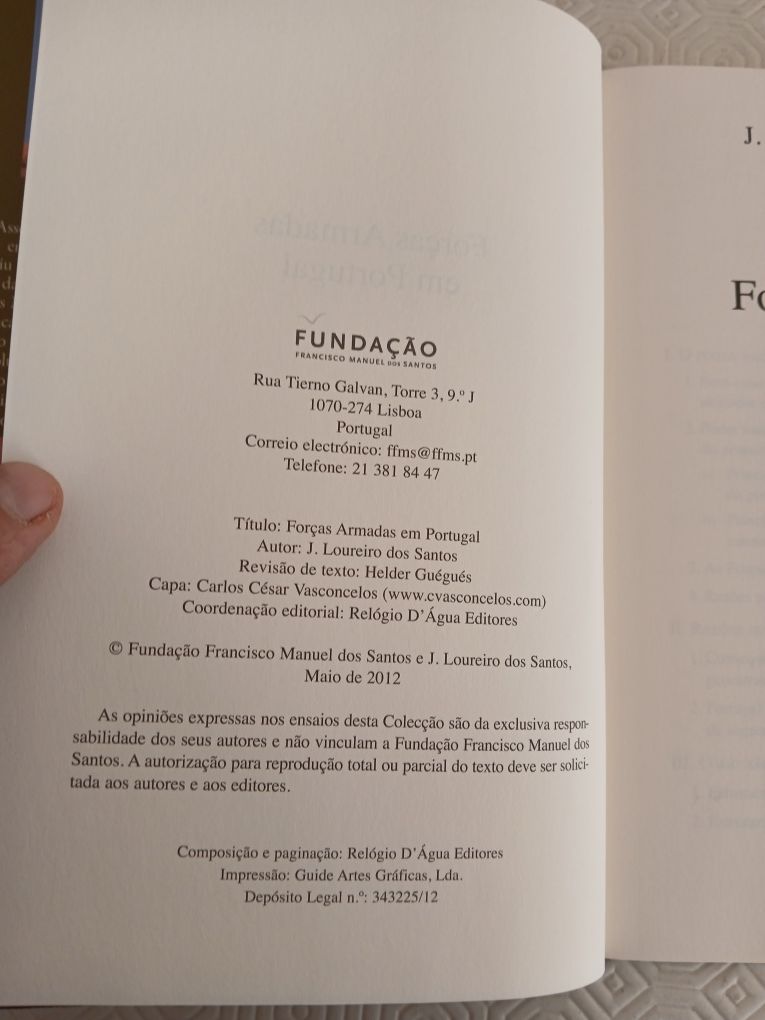 FUNDAÇÃO
FRANCISCO MANUEL DOS SANTOS
Rua Tierno Galvan, Torre 3, 9.º J
1070-274 Lisboa
Portugal
Correio electrónico: ffms@ffms.pt
Telefone: 21 381 84 47
Título: Forças Armadas em Portugal
Autor: J. Loureiro dos Santos
Revisão de texto: Helder Guégués
Capa: Carlos César Vasconcelos (www.cvasconcelos.com)
Coordenação editorial: Relógio D'Água Editores
© Fundação Francisco Manuel dos Santos e J. Loureiro dos Santos,
Maio de 2012
As opiniões expressas nos ensaios desta Colecção são da exclusiva respon-
sabilidade dos seus autores e não vinculam a Fundação Francisco Manuel dos
Santos. A autorização para reprodução total ou parcial do texto deve ser solici-
tada aos autores e aos editores.
Composição e paginação: Relógio D'Água Editores
Impressão: Guide Artes Gráficas, Lda.
Depósito Legal n.º: 343225/12
J.
Fo